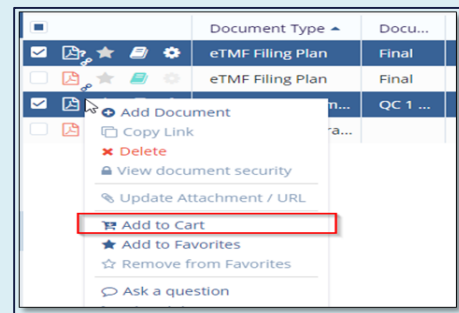 Document Type Docu...
eTMF Filing Plan Final
eTMF Filing Plan Final
m... QC 1 ...
ra...
Add Document
Copy Link
Delete
View document security
Update Attachment / URL
Add to Cart
Add to Favorites
Remove from Favorites
Ask a question